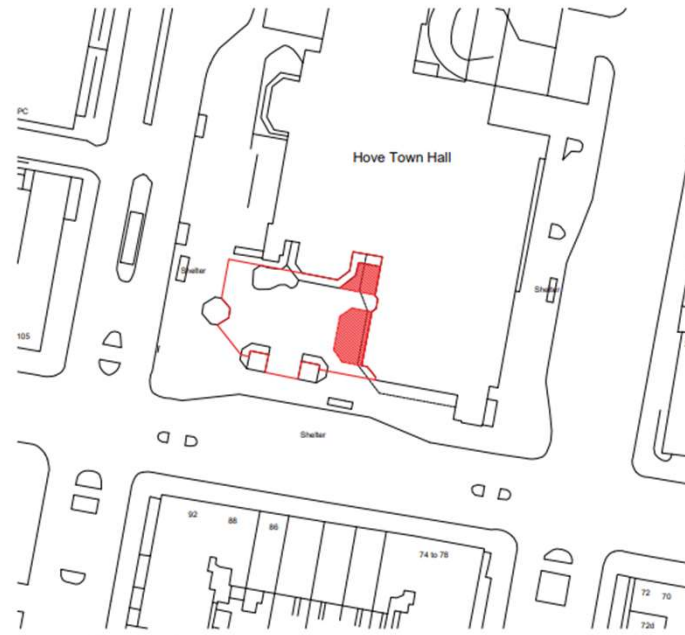 PC
Hove Town Hall
Shelter
Shelter
105
Shelter
92
88
86
74 to 78
72
70
72d